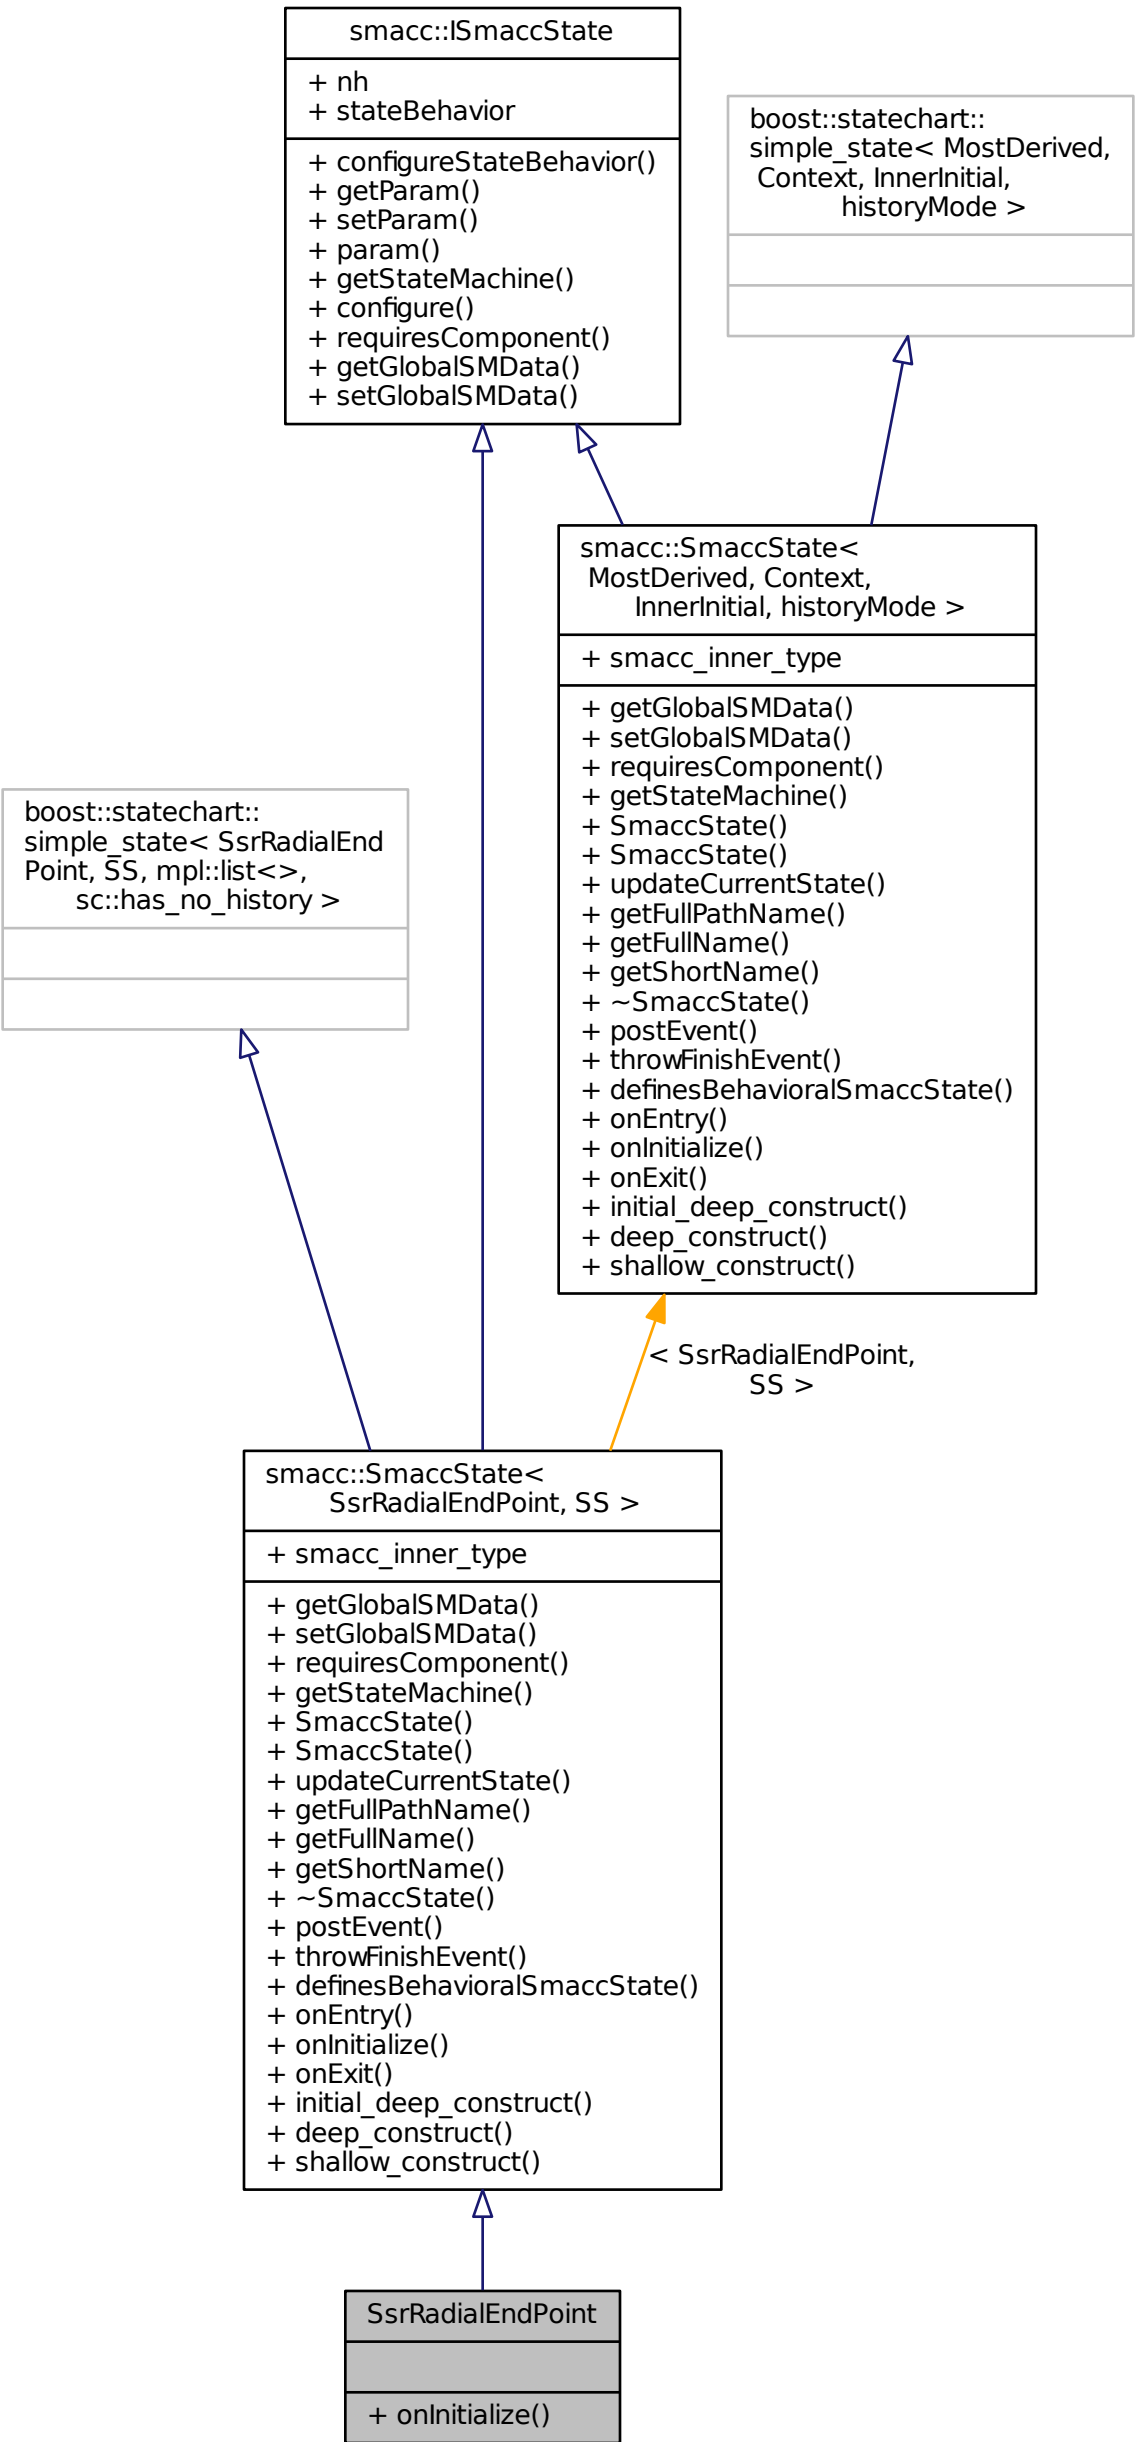 smacc::ISmaccState
+ nh
+ stateBehavior
+ configureStateBehavior()
+ getParam()
+ setParam()
+ param()
+ getStateMachine()
+ configure()
+ requiresComponent()
+ getGlobalSMData()
+ setGlobalSMData()
boost::statechart::
simple_state< MostDerived,
Context, InnerInitial,
historyMode >
smacc::SmaccState<
MostDerived, Context,
InnerInitial, historyMode >
+ smacc_inner_type
+ getGlobalSMData()
+ setGlobalSMData()
+ requiresComponent()
+ getStateMachine()
+ SmaccState()
+ SmaccState()
+ updateCurrentState()
+ getFullPathName()
+ getFullName()
+ getShortName()
+ ~SmaccState()
+ postEvent()
+ throwFinishEvent()
+ definesBehavioralSmaccState()
+ onEntry()
+ onInitialize()
+ onExit()
+ initial_deep_construct()
+ deep_construct()
+ shallow_construct()
boost::statechart::
simple_state< SsrRadialEnd
Point, SS, mpl::list<>,
sc::has_no_history >
< SsrRadialEndPoint,
SS >
smacc::SmaccState<
SsrRadialEndPoint, SS >
+ smacc_inner_type
+ getGlobalSMData()
+ setGlobalSMData()
+ requiresComponent()
+ getStateMachine()
+ SmaccState()
+ SmaccState()
+ updateCurrentState()
+ getFullPathName()
+ getFullName()
+ getShortName()
+ ~SmaccState()
+ postEvent()
+ throwFinishEvent()
+ definesBehavioralSmaccState()
+ onEntry()
+ onInitialize()
+ onExit()
+ initial_deep_construct()
+ deep_construct()
+ shallow_construct()
SsrRadialEndPoint
+ onInitialize()